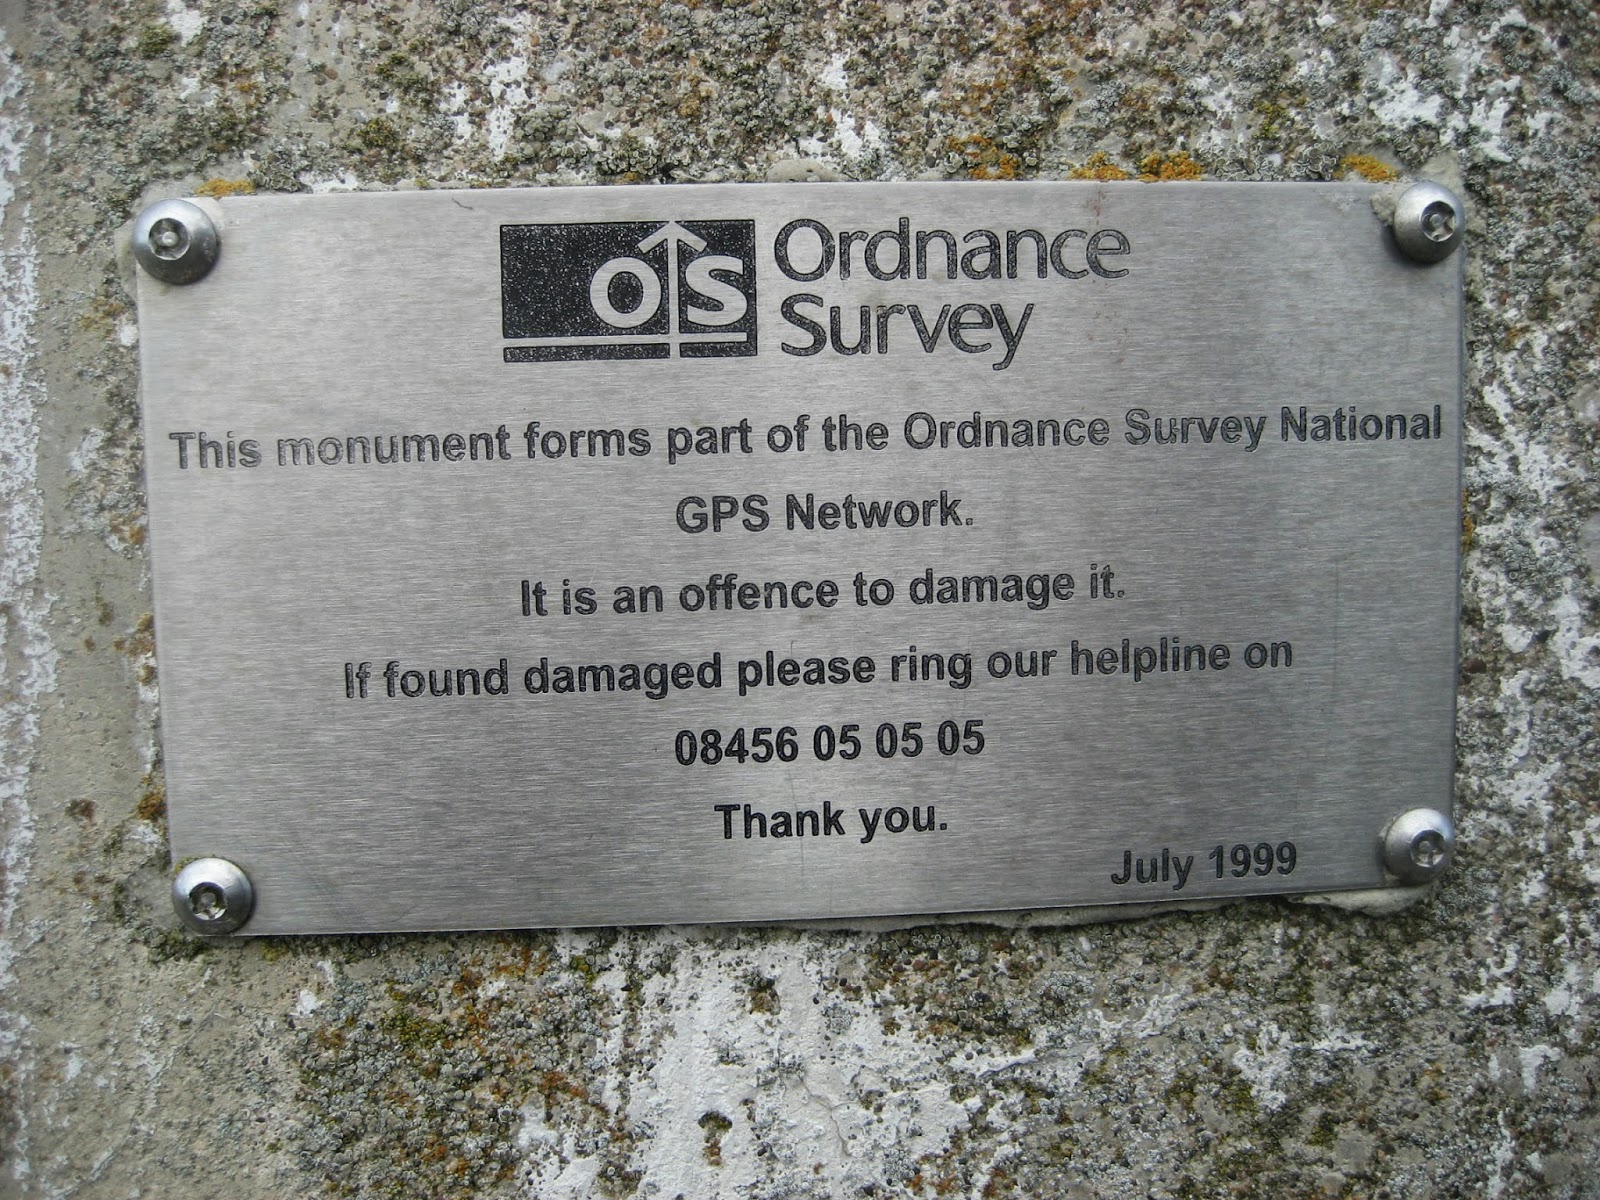 OS Ordnance
Survey
This monument forms part of the Ordnance Survey National
GPS Network.
It is an offence to damage it.
If found damaged please ring our helpline on
08456 05 05 05
Thank you.
July 1999